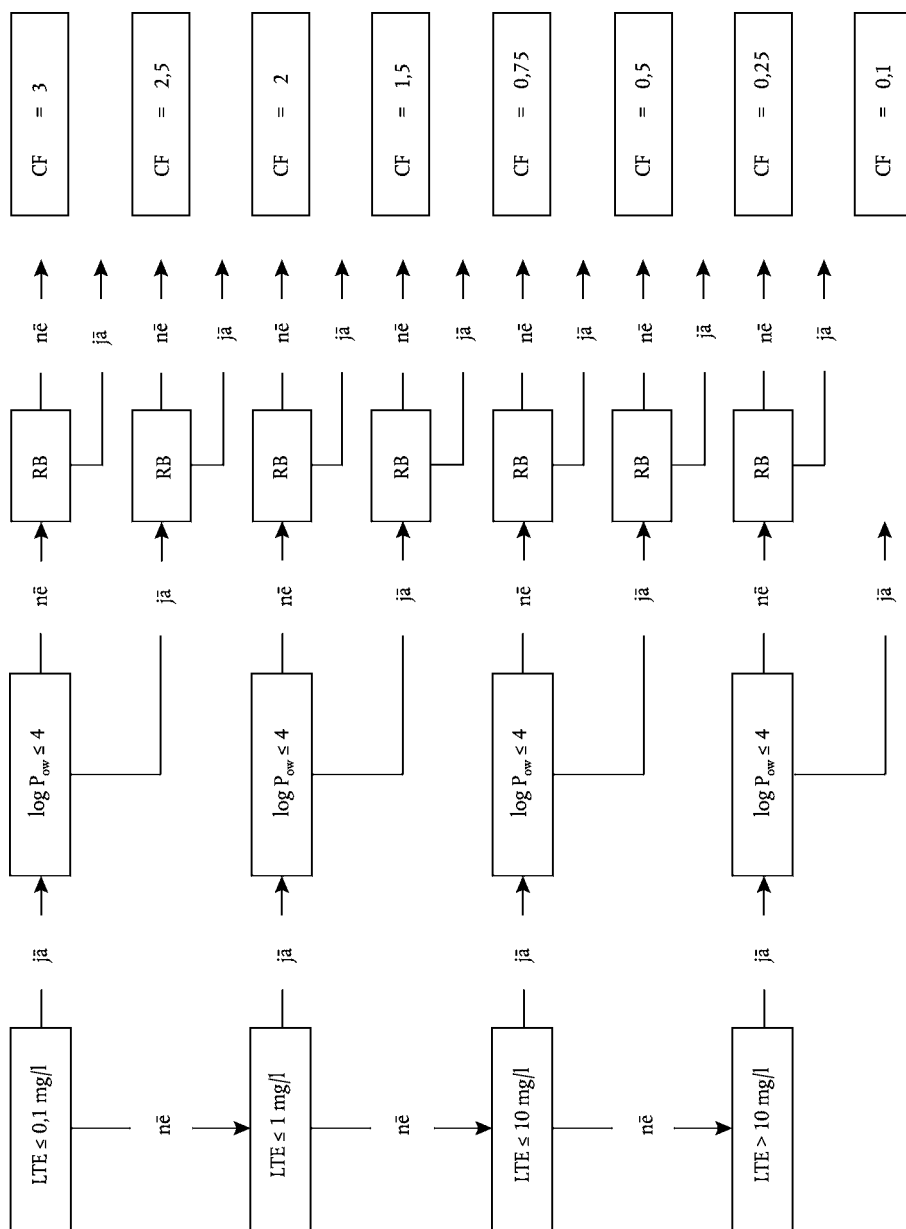 LTE ≤ 0,1 mg/l jā log Pow ≤ 4 nē RB nē CF = 3
jā
nē jā RB nē CF = 2,5
jā
LTE ≤ 1 mg/l jā log Pow ≤ 4 nē RB nē CF = 2
jā
nē jā RB nē CF = 1,5
jā
LTE ≤ 10 mg/l jā log Pow ≤ 4 nē RB nē CF = 0,75
jā
nē jā RB nē CF = 0,5
jā
LTE > 10 mg/l jā log Pow ≤ 4 nē RB nē CF = 0,25
jā
jā CF = 0,1